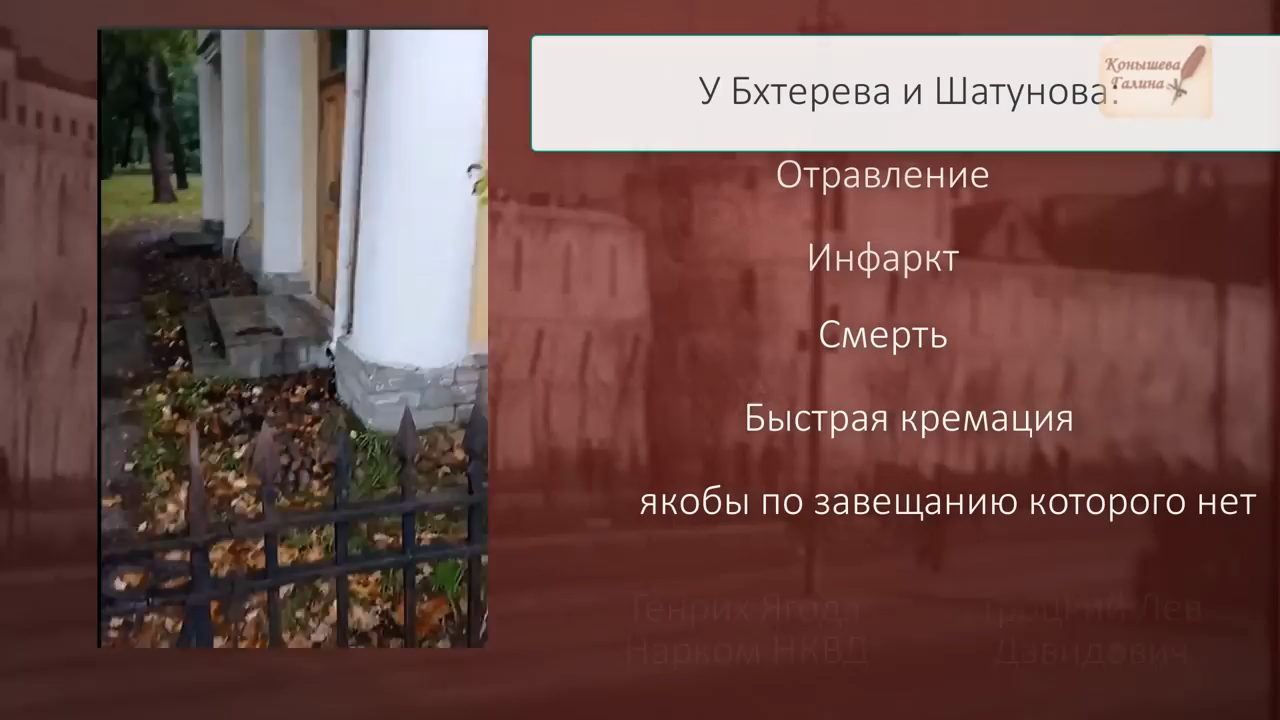 Конышева
Галина
У Бхтерева и Шатунова:
Отравление
Инфаркт
Смерть
Быстрая кремация
якобы по завещанию которого нет
Генрих Ягода
Троцкий Лев
Нарком НКВД
Давидович